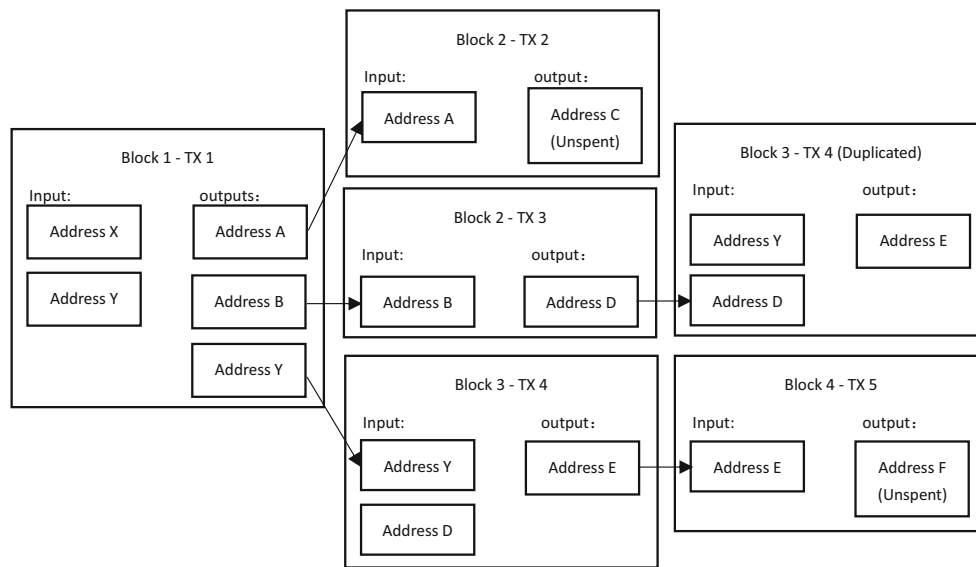 Block 1 - TX 1
Input:
outputs：
Address X
Address A
Address Y
Address B
Address Y
Block 2 - TX 2
Input:
output：
Address A
Address C
(Unspent)
Block 2 - TX 3
Input:
output：
Address B
Address D
Block 3 - TX 4
Input:
output：
Address Y
Address E
Address D
Block 3 - TX 4 (Duplicated)
Input:
output：
Address Y
Address E
Address D
Block 4 - TX 5
Input:
output：
Address E
Address F
(Unspent)